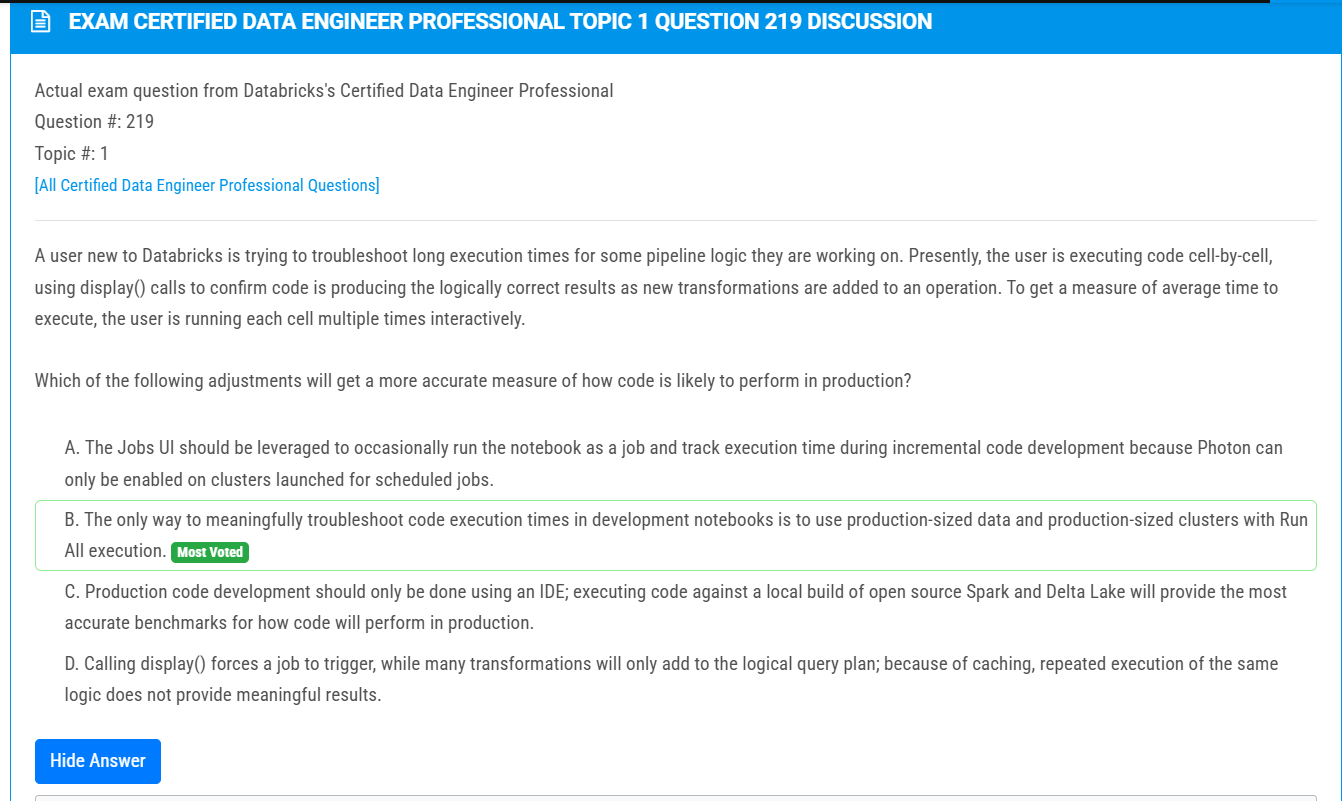 EXAM CERTIFIED DATA ENGINEER PROFESSIONAL TOPIC 1 QUESTION 219 DISCUSSION
Actual exam question from Databricks's Certified Data Engineer Professional
Question #: 219
Topic #: 1
[All Certified Data Engineer Professional Questions]
A user new to Databricks is trying to troubleshoot long execution times for some pipeline logic they are working on. Presently, the user is executing code cell-by-cell,
using display() calls to confirm code is producing the logically correct results as new transformations are added to an operation. To get a measure of average time to
execute, the user is running each cell multiple times interactively.
Which of the following adjustments will get a more accurate measure of how code is likely to perform in production?
A. The Jobs UI should be leveraged to occasionally run the notebook as a job and track execution time during incremental code development because Photon can
only be enabled on clusters launched for scheduled jobs.
B. The only way to meaningfully troubleshoot code execution times in development notebooks is to use production-sized data and production-sized clusters with Run
All execution. Most Voted
C. Production code development should only be done using an IDE; executing code against a local build of open source Spark and Delta Lake will provide the most
accurate benchmarks for how code will perform in production.
D. Calling display() forces a job to trigger, while many transformations will only add to the logical query plan; because of caching, repeated execution of the same
logic does not provide meaningful results.
Hide Answer